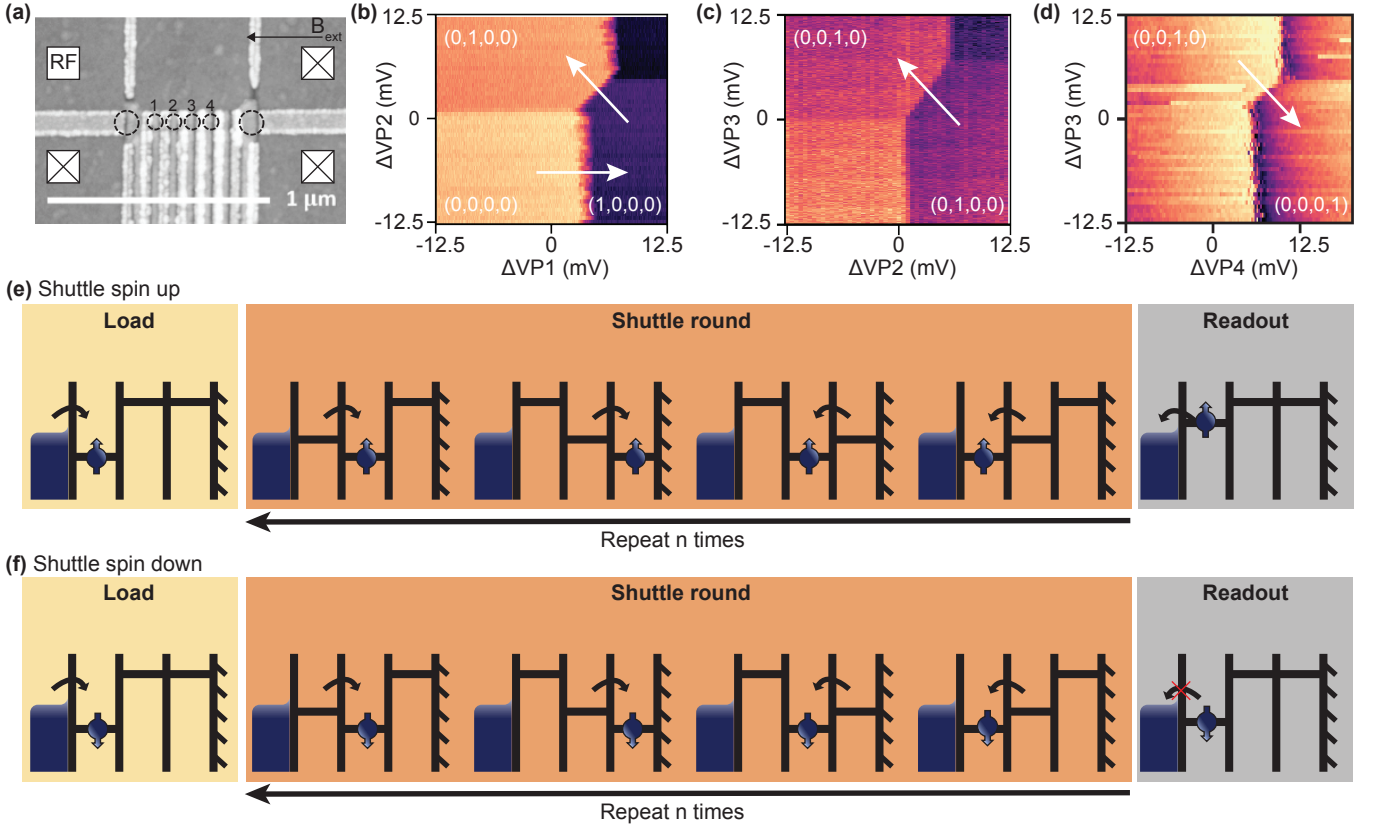 (a)
RF
B
ext
1 2 3 4
1 μm
(b)
12.5
ΔVP2 (mV)
0
-12.5
(0,1,0,0)
(0,0,0,0)
(1,0,0,0)
-12.5 0 12.5
ΔVP1 (mV)
(c)
12.5
ΔVP3 (mV)
0
-12.5
(0,0,1,0)
(0,1,0,0)
-12.5 0 12.5
ΔVP2 (mV)
(d)
12.5
ΔVP3 (mV)
0
-12.5
(0,0,1,0)
(0,0,0,1)
-12.5 0 12.5
ΔVP4 (mV)
(e) Shuttle spin up
Load
Shuttle round
Readout
Repeat n times
(f) Shuttle spin down
Load
Shuttle round
Readout
Repeat n times